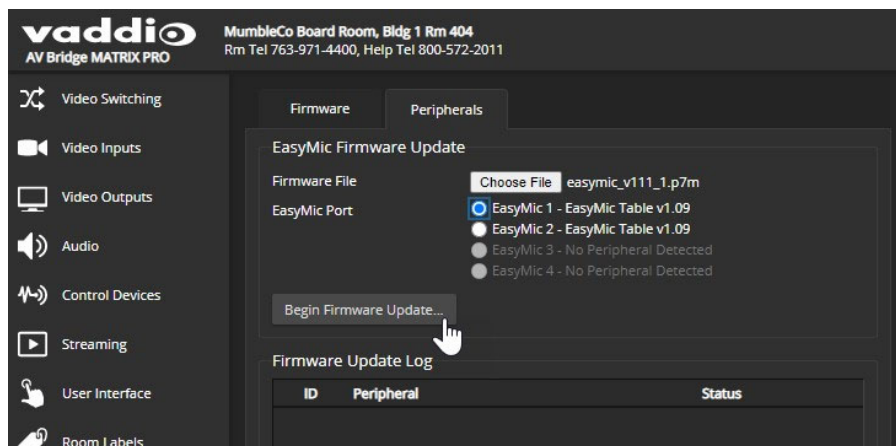 vaddio
AV Bridge MATRIX PRO
MumbleCo Board Room, Bldg 1 Rm 404
Rm Tel 763-971-4400, Help Tel 800-572-2011
Video Switching
Video Inputs
Video Outputs
Audio
Control Devices
Streaming
User Interface
Room Labels
Firmware
Peripherals
EasyMic Firmware Update
Firmware File
Choose File easymic_v111_1.p7m
EasyMic Port
EasyMic 1 - EasyMic Table v1.09
EasyMic 2 - EasyMic Table v1.09
EasyMic 3 - No Peripheral Detected
EasyMic 4 - No Peripheral Detected
Begin Firmware Update...
Firmware Update Log
ID Peripheral Status